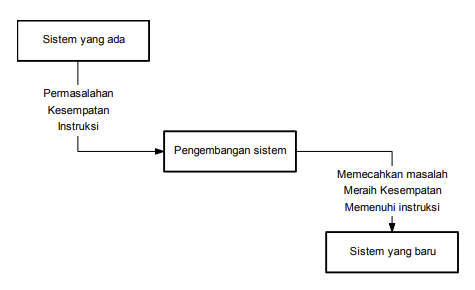 Sistem yang ada
Permasalahan
Kesempatan
Instruksi
Pengembangan sistem
Memecahkan masalah
Meraih Kesempatan
Memenuhi instruksi
Sistem yang baru